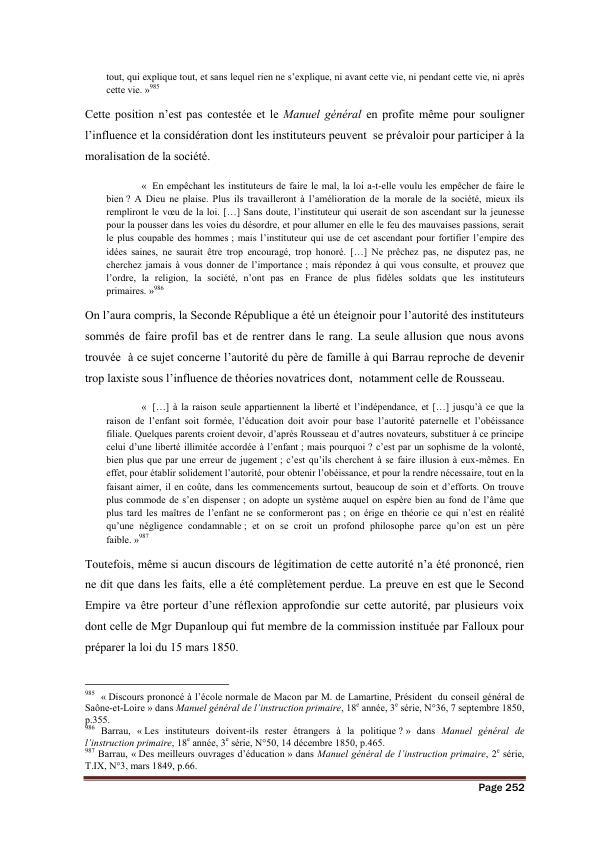 tout, qui explique tout, et sans lequel rien ne s’explique, ni avant cette vie, ni pendant cette vie, ni après
cette vie. »985
Cette position n’est pas contestée et le Manuel général en profite même pour souligner
l’influence et la considération dont les instituteurs peuvent se prévaloir pour participer à la
moralisation de la société.
« En empêchant les instituteurs de faire le mal, la loi a-t-elle voulu les empêcher de faire le
bien ? A Dieu ne plaise. Plus ils travailleront à l’amélioration de la morale de la société, mieux ils
rempliront le vœu de la loi. […] Sans doute, l’instituteur qui userait de son ascendant sur la jeunesse
pour la pousser dans les voies du désordre, et pour allumer en elle le feu des mauvaises passions, serait
le plus coupable des hommes ; mais l’instituteur qui use de cet ascendant pour fortifier l’empire des
idées saines, ne saurait être trop encouragé, trop honoré. […] Ne prêchez pas, ne disputez pas, ne
cherchez jamais à vous donner de l’importance ; mais répondez à qui vous consulte, et prouvez que
l’ordre, la religion, la société, n’ont pas en France de plus fidèles soldats que les instituteurs
primaires. »986
On l’aura compris, la Seconde République a été un éteignoir pour l’autorité des instituteurs
sommés de faire profil bas et de rentrer dans le rang. La seule allusion que nous avons
trouvée à ce sujet concerne l’autorité du père de famille à qui Barrau reproche de devenir
trop laxiste sous l’influence de théories novatrices dont, notamment celle de Rousseau.
« […] à la raison seule appartiennent la liberté et l’indépendance, et […] jusqu’à ce que la
raison de l’enfant soit formée, l’éducation doit avoir pour base l’autorité paternelle et l’obéissance
filiale. Quelques parents croient devoir, d’après Rousseau et d’autres novateurs, substituer à ce principe
celui d’une liberté illimitée accordée à l’enfant ; mais pourquoi ? c’est par un sophisme de la volonté,
bien plus que par une erreur de jugement ; c’est qu’ils cherchent à se faire illusion à eux-mêmes. En
effet, pour établir solidement l’autorité, pour obtenir l’obéissance, et pour la rendre nécessaire, tout en la
faisant aimer, il en coûte, dans les commencements surtout, beaucoup de soin et d’efforts. On trouve
plus commode de s’en dispenser ; on adopte un système auquel on espère bien au fond de l’âme que
plus tard les maîtres de l’enfant ne se conformeront pas ; on érige en théorie ce qui n’est en réalité
qu’une négligence condamnable ; et on se croit un profond philosophe parce qu’on est un père
faible. »987
Toutefois, même si aucun discours de légitimation de cette autorité n’a été prononcé, rien
ne dit que dans les faits, elle a été complètement perdue. La preuve en est que le Second
Empire va être porteur d’une réflexion approfondie sur cette autorité, par plusieurs voix
dont celle de Mgr Dupanloup qui fut membre de la commission instituée par Falloux pour
préparer la loi du 15 mars 1850.
985 « Discours prononcé à l’école normale de Macon par M. de Lamartine, Président du conseil général de
Saône-et-Loire » dans Manuel général de l’instruction primaire, 18e année, 3e série, N°36, 7 septembre 1850,
p.355.
986 Barrau, « Les instituteurs doivent-ils rester étrangers à la politique ? » dans Manuel général de
l’instruction primaire, 18e année, 3e série, N°50, 14 décembre 1850, p.465.
987 Barrau, « Des meilleurs ouvrages d’éducation » dans Manuel général de l’instruction primaire, 2e série,
T.IX, N°3, mars 1849, p.66.
Page 252